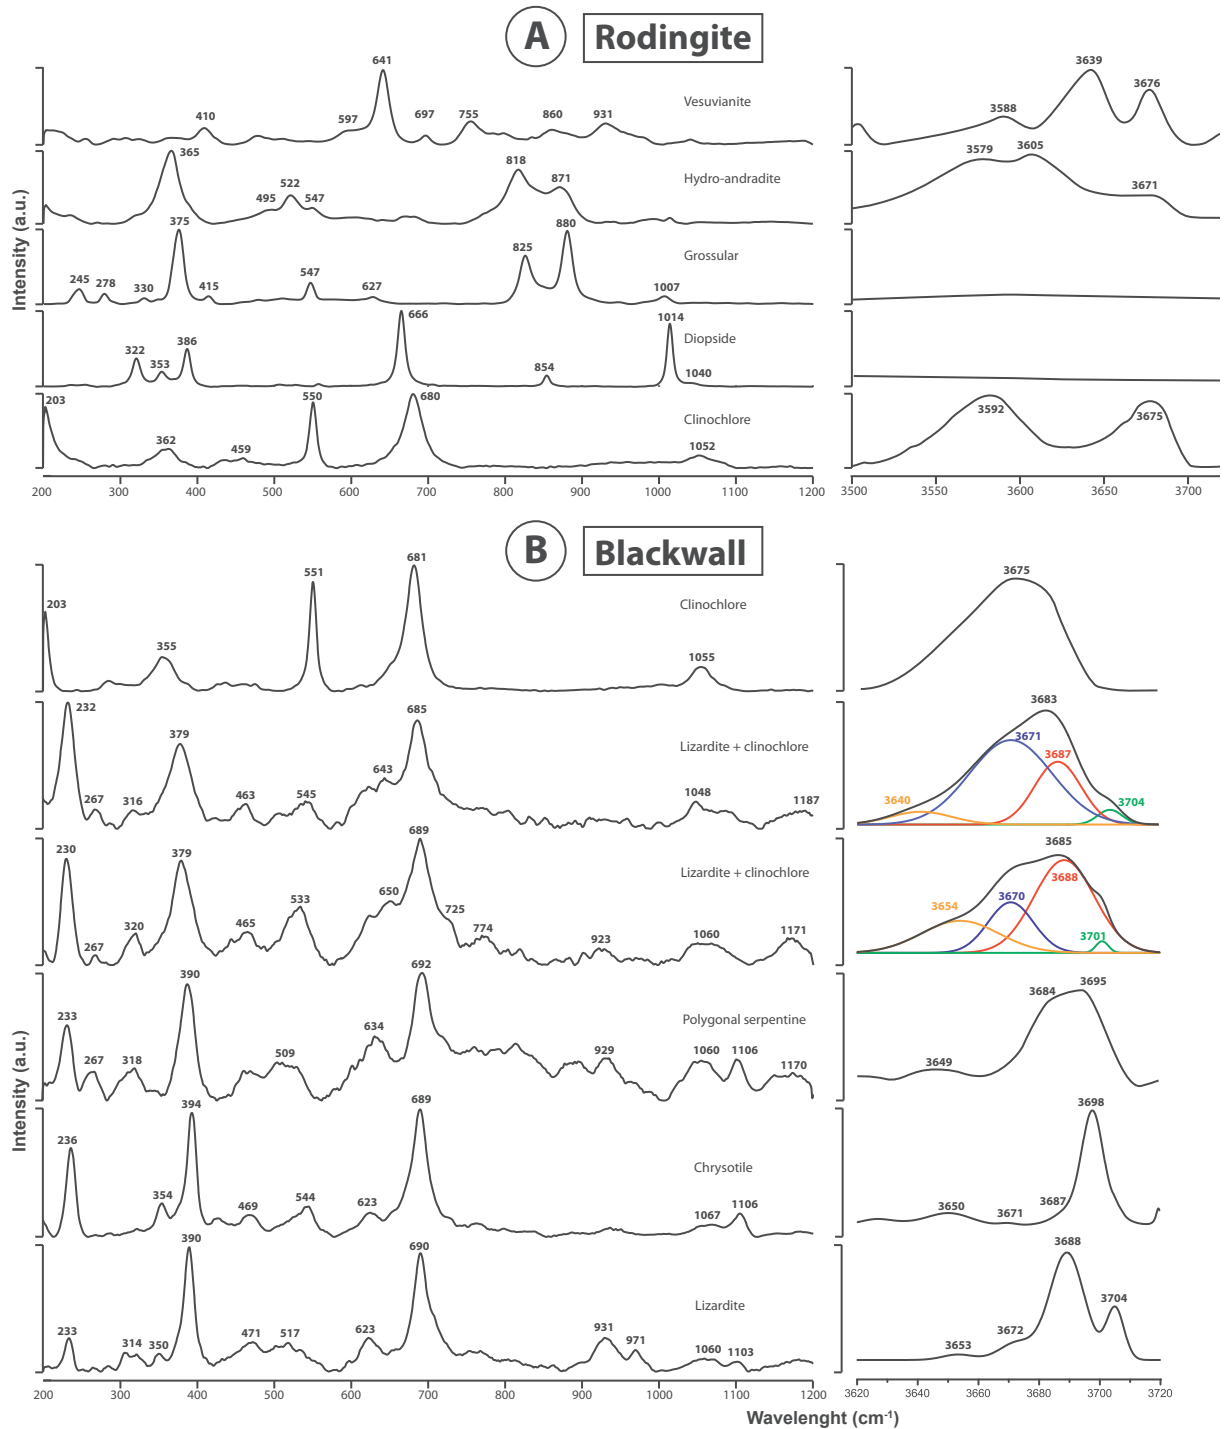 A Rodingite
641 3639
Vesuvianite 3676
410 597 697 755 860 931 3588
365 Hydro-andradite 818 3579 3605
495 522 547 871 3671
375 880
245 278 330 415 547 627 825 Grossular 1007
666 1014
322 353 386 854 Diopside 1040
203 550 680 3592 3675
362 459 Clinochlore 1052
Intensity (a.u.)
200 300 400 500 600 700 800 900 1000 1100 1200 3500 3550 3600 3650 3700
B Blackwall
203 551 681 Clinochlore 3675
355 1055
232 685 3683
379 Lizardite + clinochlore 3671 3687
267 316 463 545 643 1048 1187 3640 3704
230 379 689 Lizardite + clinochlore 3685
3688
267 320 465 533 650 725 774 923 1060 1171 3654 3670 3701
390 692 3684 3695
233 Polygonal serpentine
267 318 509 634 929 1060 1106 1170 3649
394 689 3698
236 Chrysotile
354 469 544 623 1067 1106 3650 3671 3687
390 690 3688
Lizardite 3704
233 314 350 471 517 623 931 971 1060 1103 3653 3672
Intensity (a.u.)
200 300 400 500 600 700 800 900 1000 1100 1200 3620 3640 3660 3680 3700 3720
Wavelenght (cm⁻¹)